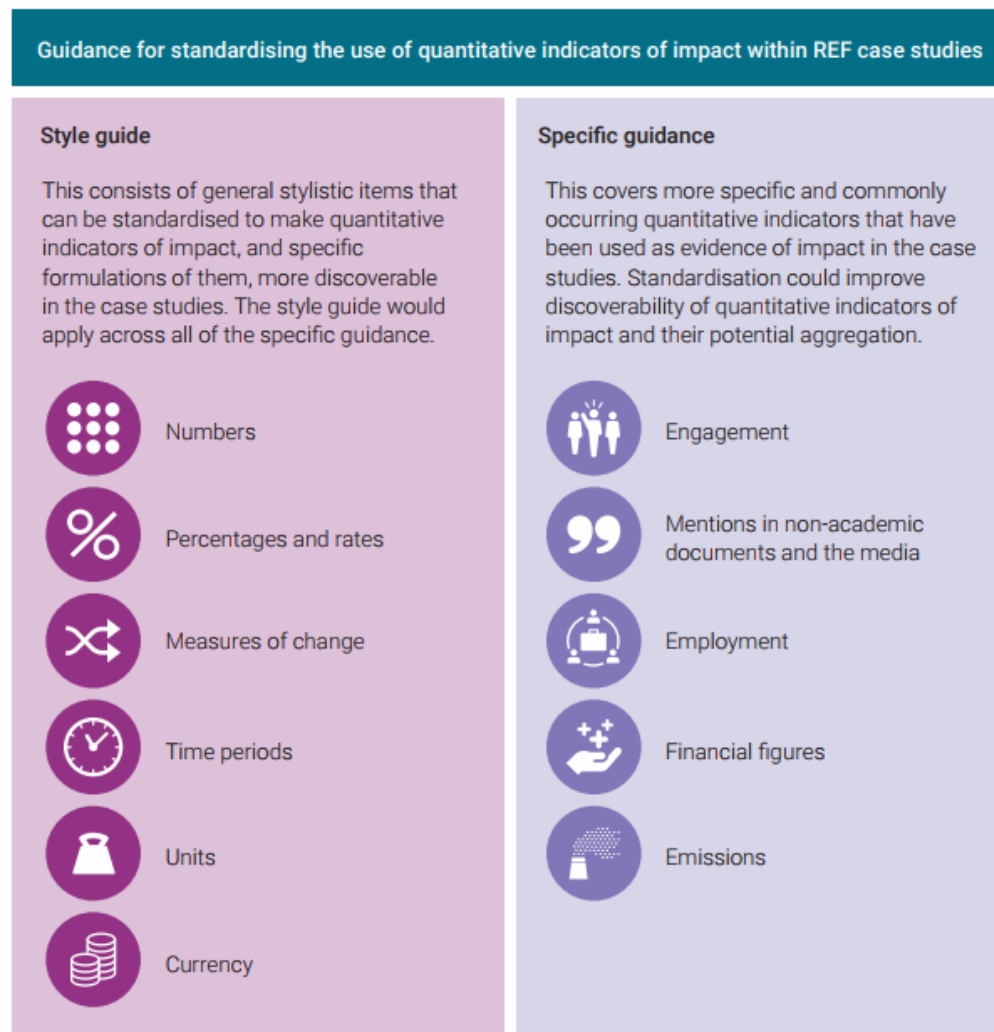 Guidance for standardising the use of quantitative indicators of impact within REF case studies
Style guide
This consists of general stylistic items that
can be standardised to make quantitative
indicators of impact, and specific
formulations of them, more discoverable
in the case studies. The style guide would
apply across all of the specific guidance.
Numbers
Percentages and rates
Measures of change
Time periods
Units
Currency
Specific guidance
This covers more specific and commonly
occurring quantitative indicators that have
been used as evidence of impact in the case
studies. Standardisation could improve
discoverability of quantitative indicators of
impact and their potential aggregation.
Engagement
Mentions in non-academic
documents and the media
Employment
Financial figures
Emissions